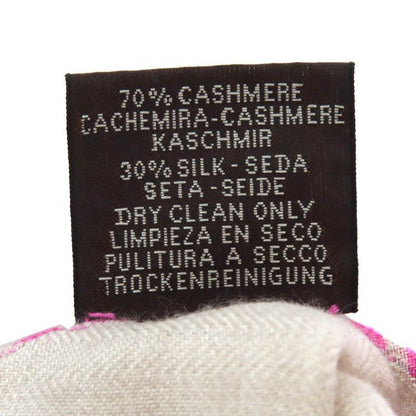 70% CASHMERE
CACHEMIRA-CASHMERE
KASCHMIR
30% SILK-SEDA
SETA-SEIDE
DRY CLEAN ONLY
LIMPIEZA EN SECO
PULITURA A SECCO
TROCKENREINIGUNG